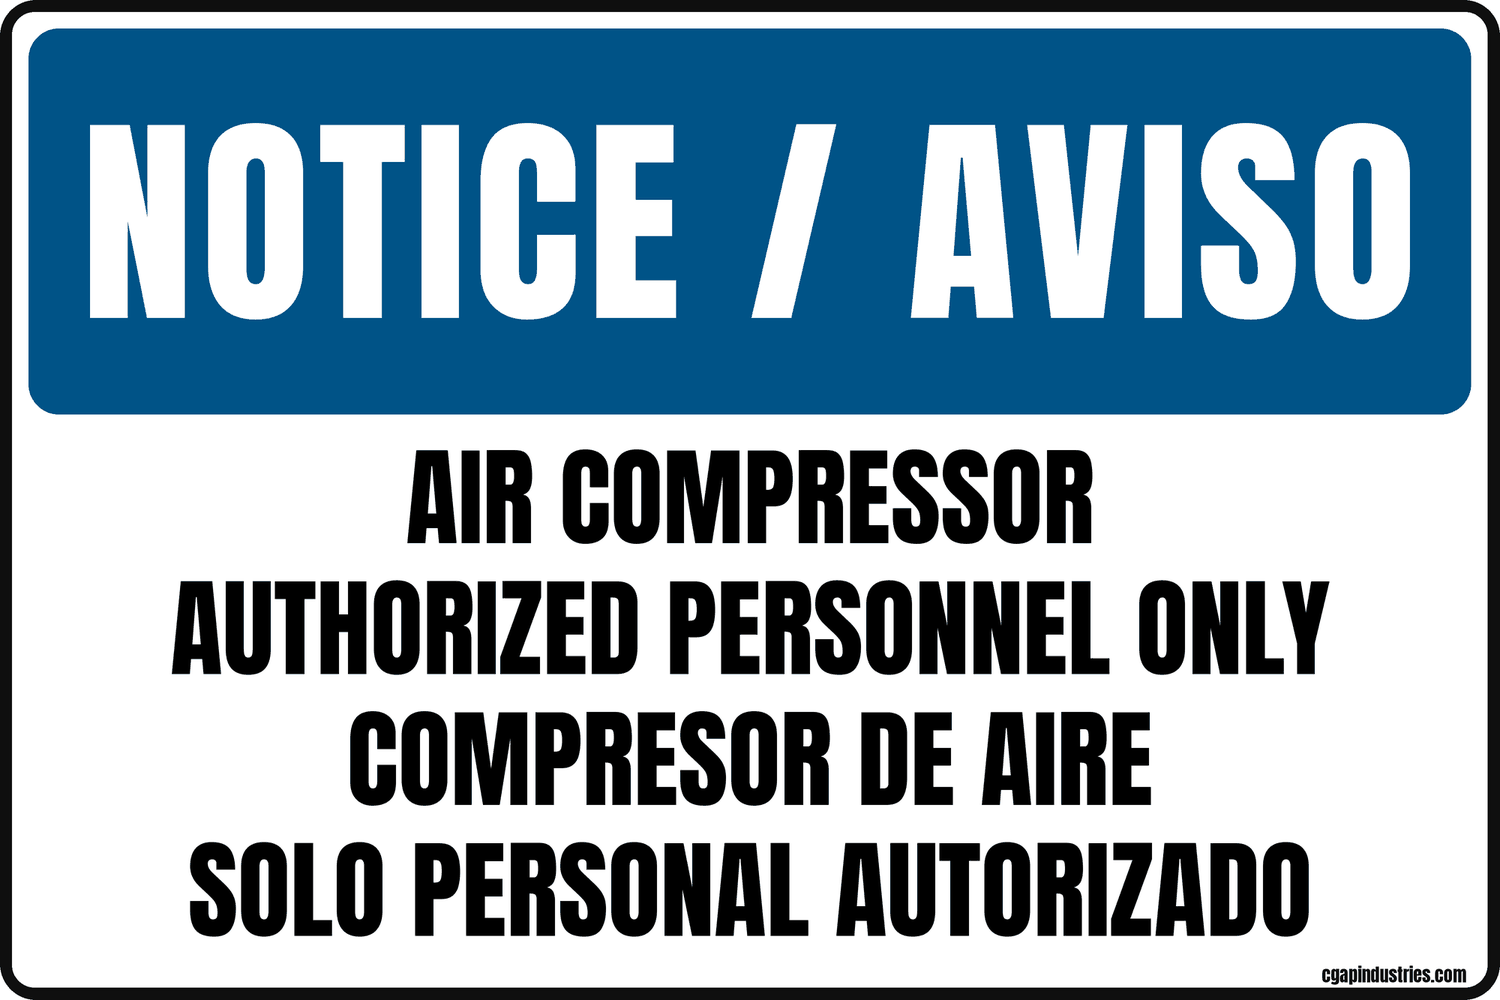 NOTICE / AVISO
AIR COMPRESSOR
AUTHORIZED PERSONNEL ONLY
COMPRESOR DE AIRE
SOLO PERSONAL AUTORIZADO
cgapindustries.com